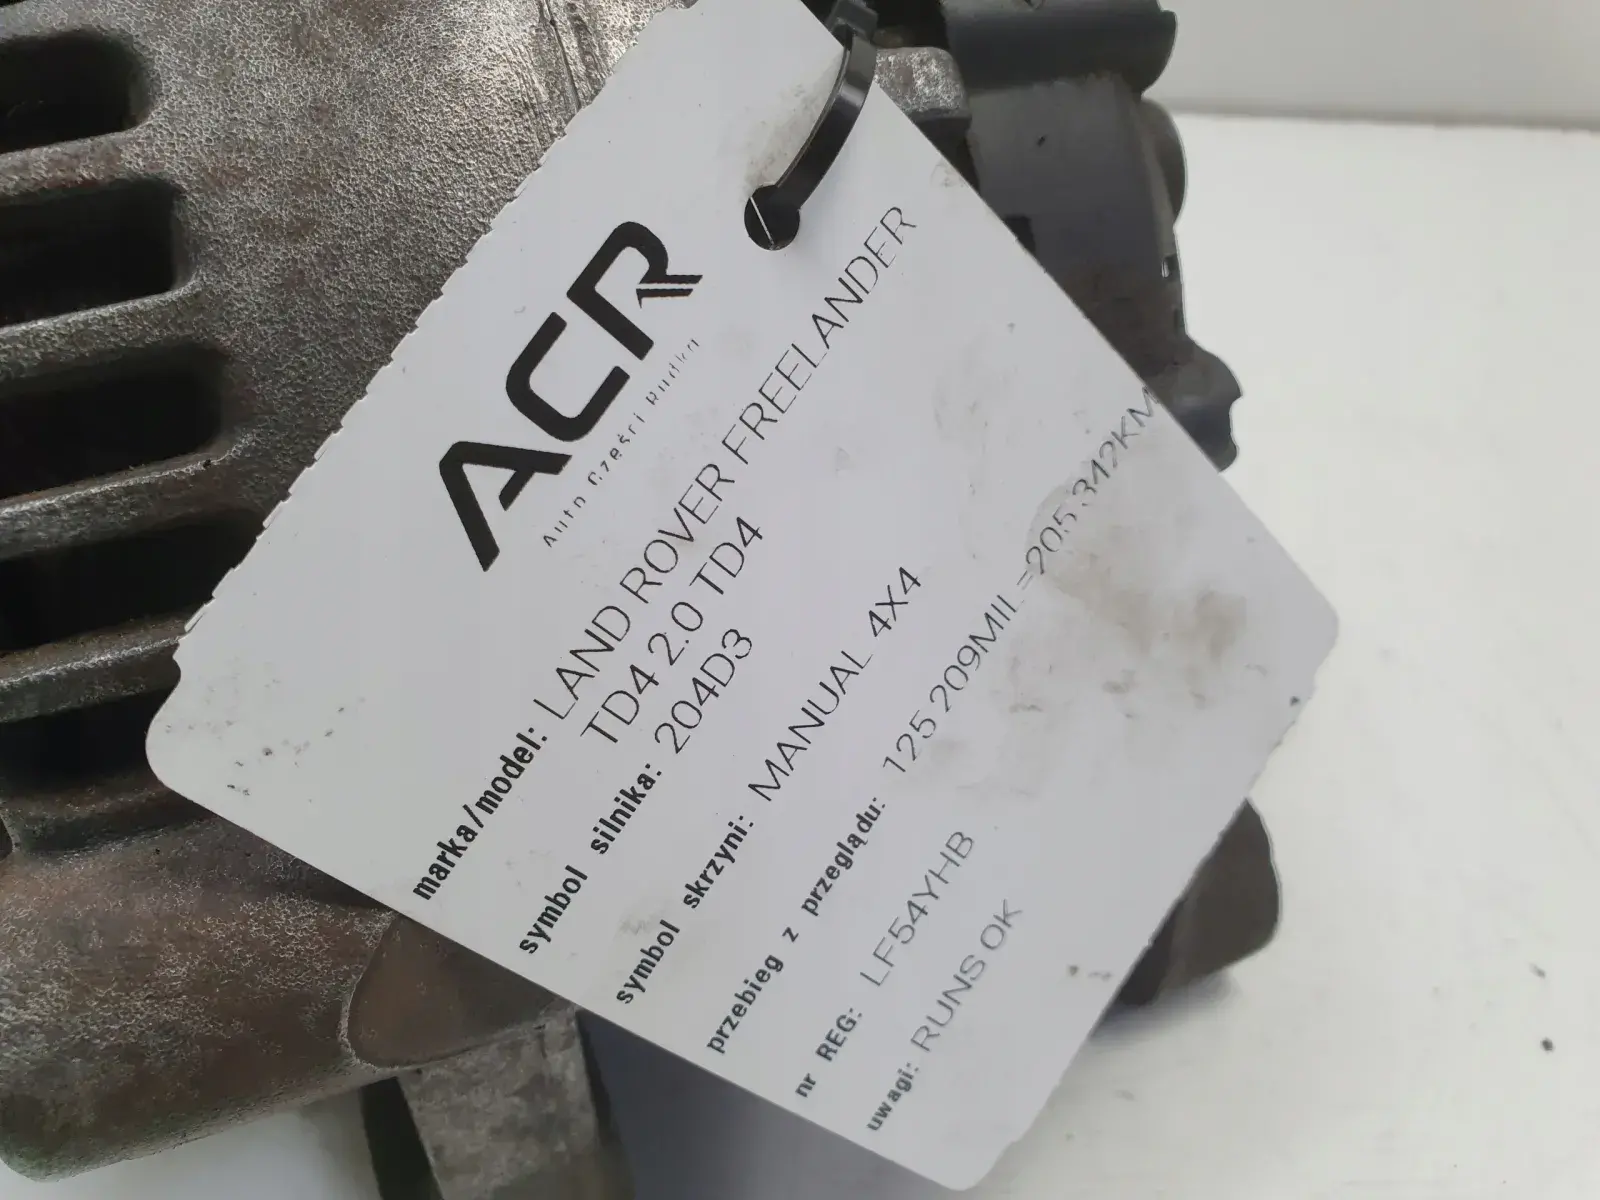 ACR
Auto Części Rudka
marka/model: LAND ROVER FREELANDER
TD4 2.0 TD4
symbol silnika: 204D3
symbol skrzyni: MANUAL 4X4
przebieg z przeglądu: 125 209MIL =205 342KM
nr REG: LF54YHB
uwagi: RUNS OK